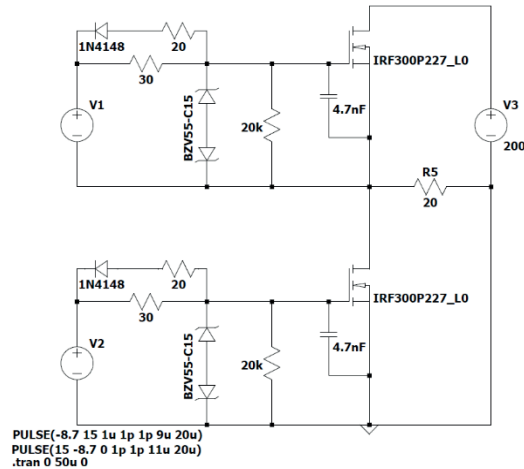 1N4148
20
30
V1
BZV55-C15
20k
4.7nF
IRF300P227_L0
V3
200
R5
20
1N4148
20
30
V2
BZV55-C15
20k
4.7nF
IRF300P227_L0
PULSE(-8.7 15 1u 1p 1p 9u 20u)
PULSE(15 -8.7 0 1p 1p 11u 20u)
.tran 0 50u 0